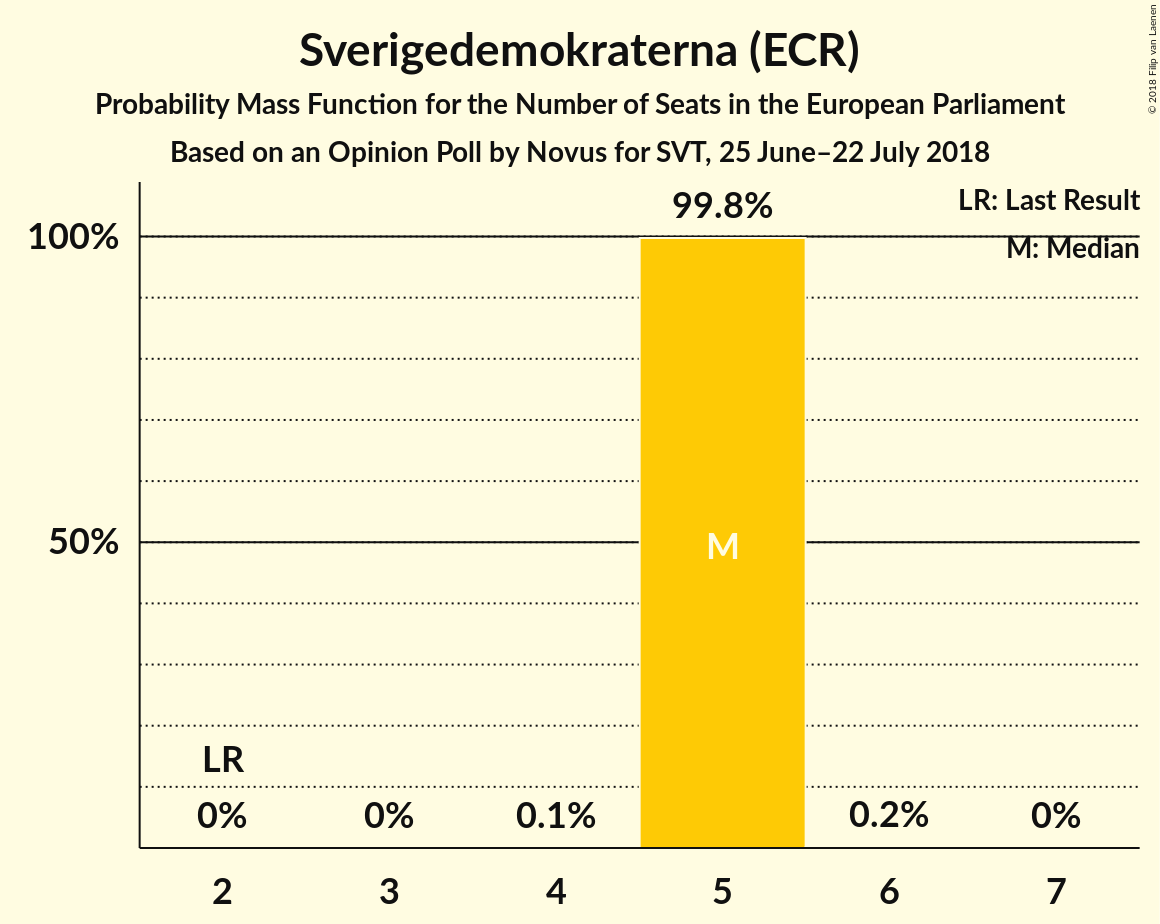 Sverigedemokraterna (ECR)
Probability Mass Function for the Number of Seats in the European Parliament
Based on an Opinion Poll by Novus for SVT, 25 June–22 July 2018
© 2018 Filip van Laenen
99.8%
LR: Last Result
100%
M: Median
50%
M
LR
0%
0%
0.1%
0.2%
0%
2
3
4
5
6
7